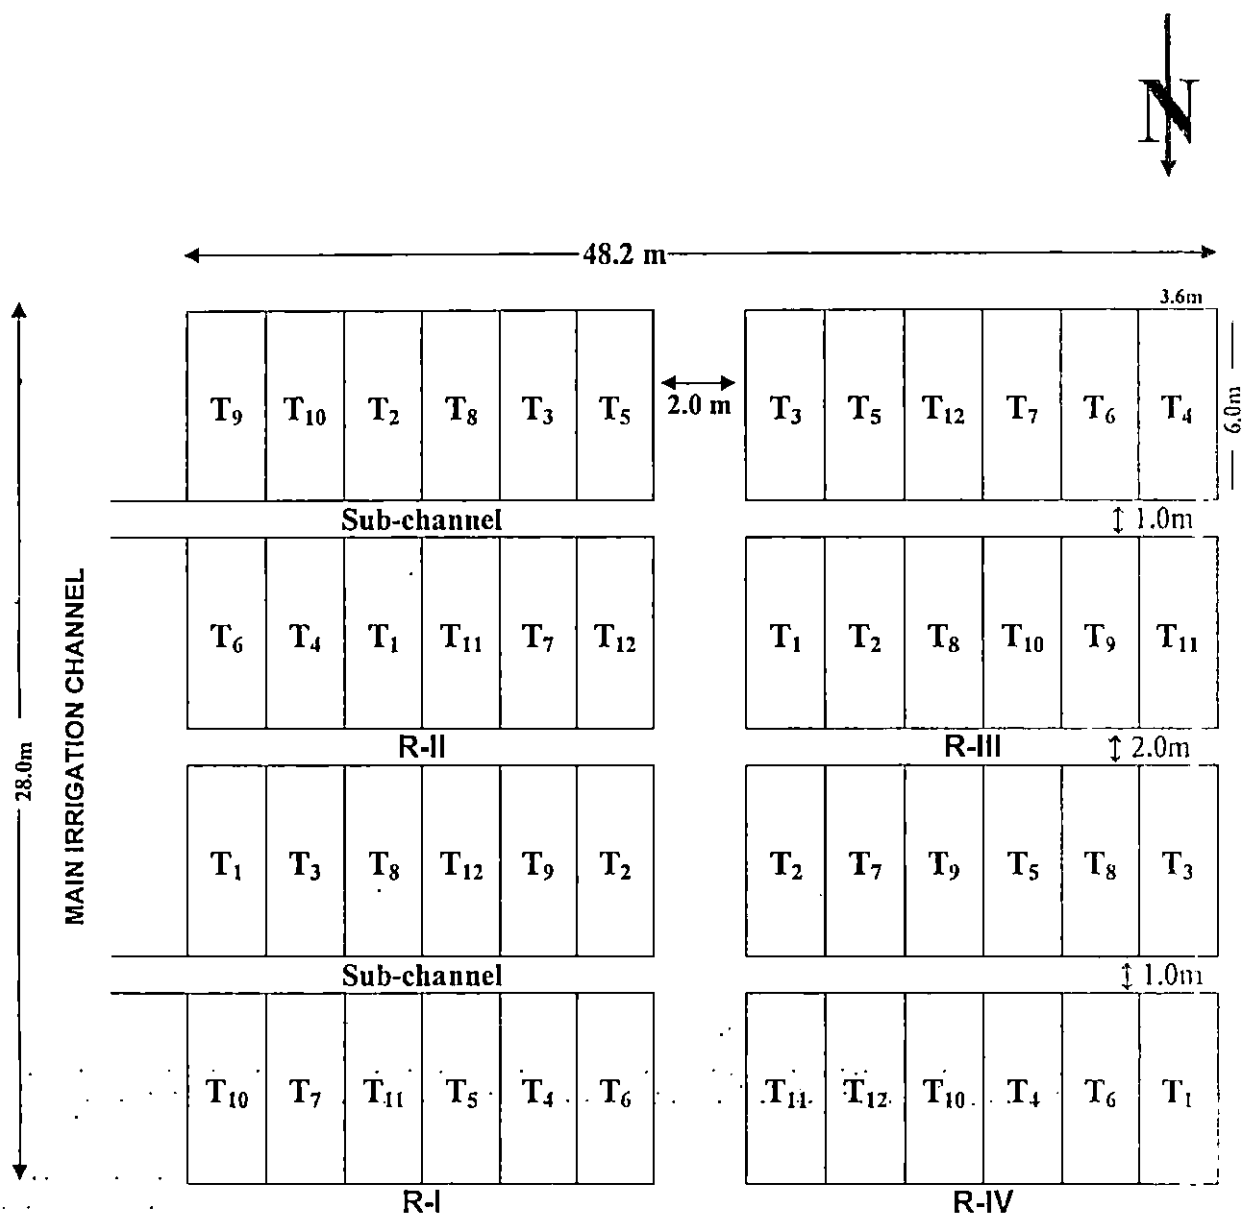 N
48.2 m
3.6m
T9 T10 T2 T8 T3 T5
2.0 m
T3 T5 T12 T7 T6 T4
6.0m
Sub-channel
1.0m
T6 T4 T1 T11 T7 T12
T1 T2 T8 T10 T9 T11
MAIN IRRIGATION CHANNEL
28.0m
R-II
R-III
2.0m
T1 T3 T8 T12 T9 T2
T2 T7 T9 T5 T8 T3
Sub-channel
1.0m
T10 T7 T11 T5 T4 T6
T11 T12 T10 T4 T6 T1
R-I
R-IV